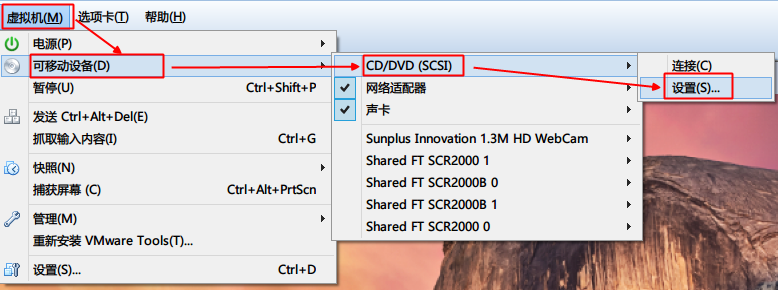 虚拟机(M) 选项卡(T) 帮助(H)
电源(P)
可移动设备(D)
暂停(U) Ctrl+Shift+P
发送 Ctrl+Alt+Del(E)
抓取输入内容(I) Ctrl+G
快照(N)
捕获屏幕 (C) Ctrl+Alt+PrtScn
管理(M)
重新安装 VMware Tools(T)...
设置(S)... Ctrl+D
CD/DVD (SCSI)
网络适配器
声卡
Sunplus Innovation 1.3M HD WebCam
Shared FT SCR2000 1
Shared FT SCR2000B 0
Shared FT SCR2000B 1
Shared FT SCR2000 0
连接(C)
设置(S)...